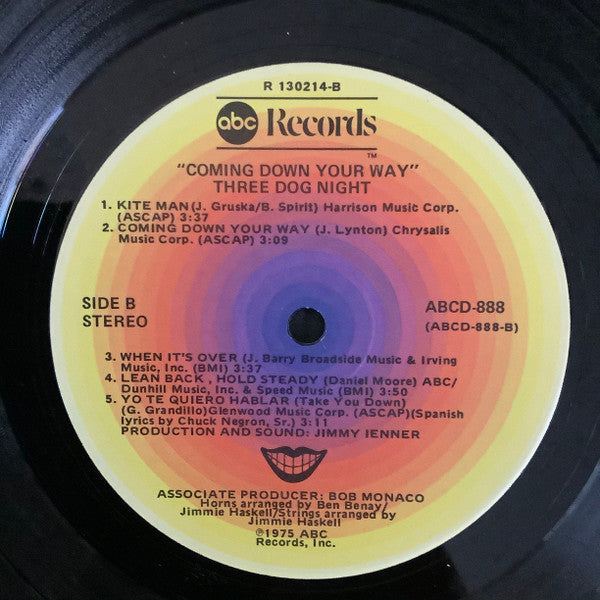 R 130214-B
abc Records
TM
"COMING DOWN YOUR WAY"
THREE DOG NIGHT
1. KITE MAN (J. Gruska/B. Spirit) Harrison Music Corp.
(ASCAP) 3:37
2. COMING DOWN YOUR WAY (J. Lynton) Chrysalis
Music Corp. (ASCAP) 3:09
SIDE B
STEREO
ABCD-888
(ABCD-888-B)
3. WHEN IT'S OVER (J. Barry Broadside Music & Irving
Music, Inc. (BMI) 3:37
4. LEAN BACK, HOLD STEADY (Daniel Moore) ABC/
Dunhill Music, Inc. & Speed Music (BMI) 3:50
5. YO TE QUIERO HABLAR (Take You Down)
(G. Grandillo)Glenwood Music Corp. (ASCAP)(Spanish
lyrics by Chuck Negron, Sr.) 3:11
PRODUCTION AND SOUND: JIMMY IENNER
ASSOCIATE PRODUCER: BOB MONACO
Horns arranged by Ben Benay/
Jimmie Haskell/Strings arranged by
Jimmie Haskell
℗1975 ABC
Records, Inc.